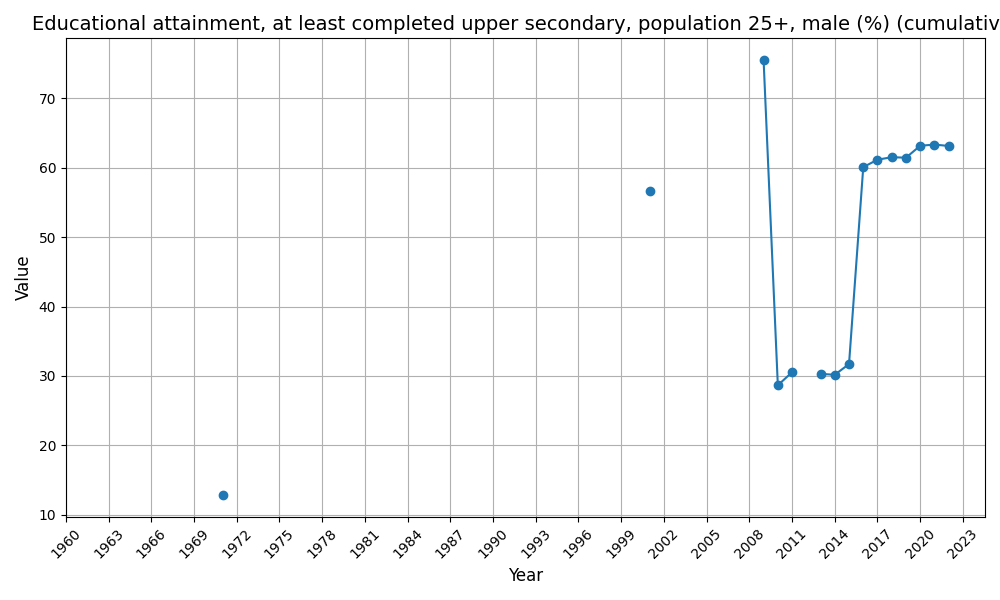 Educational attainment, at least completed upper secondary, population 25+, male (%) (cumulativ
70
60
50
40
30
20
10
Value
1960 1963 1966 1969 1972 1975 1978 1981 1984 1987 1990 1993 1996 1999 2002 2005 2008 2011 2014 2017 2020 2023
Year